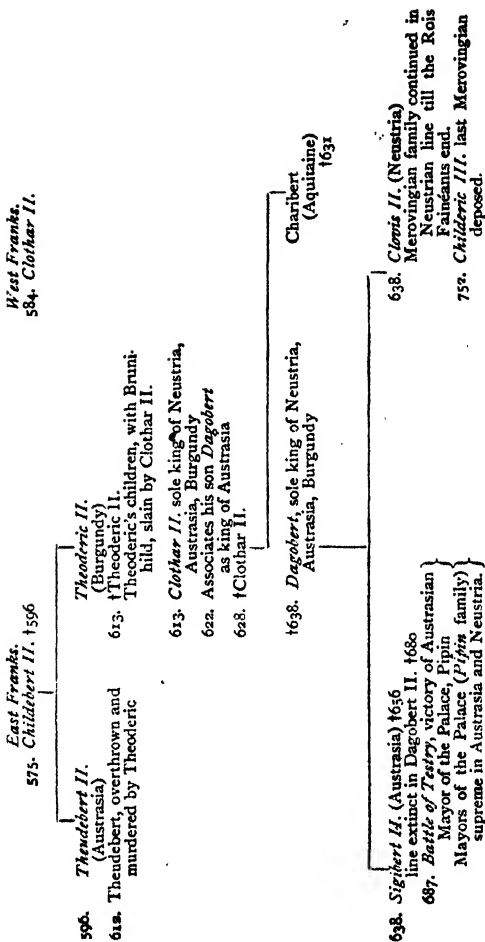 East Franks.
575. Childebert II. †596
West Franks.
584. Clothar II.
596. Theudebert II.
(Austrasia)
612. Theudebert, overthrown and
murdered by Theoderic
Theoderic II.
(Burgundy)
613. †Theoderic II.
Theoderic's children, with Bruni-
hild, slain by Clothar II.
613. Clothar II. sole king of Neustria,
Austrasia, Burgundy
622. Associates his son Dagobert
as king of Austrasia
628. †Clothar II.
†638. Dagobert, sole king of Neustria,
Austrasia, Burgundy
Charibert
(Aquitaine)
†631
638. Sigibert II. (Austrasia) †656
line extinct in Dagobert II. †680
687. Battle of Testry, victory of Austrasian
Mayor of the Palace, Pipin
Mayors of the Palace (Pipin family)
supreme in Austrasia and Neustria.
638. Clovis II. (Neustria)
Merovingian family continued in
Neustrian line till the Rois
Fainéants end.
752. Childeric III. last Merovingian
deposed.